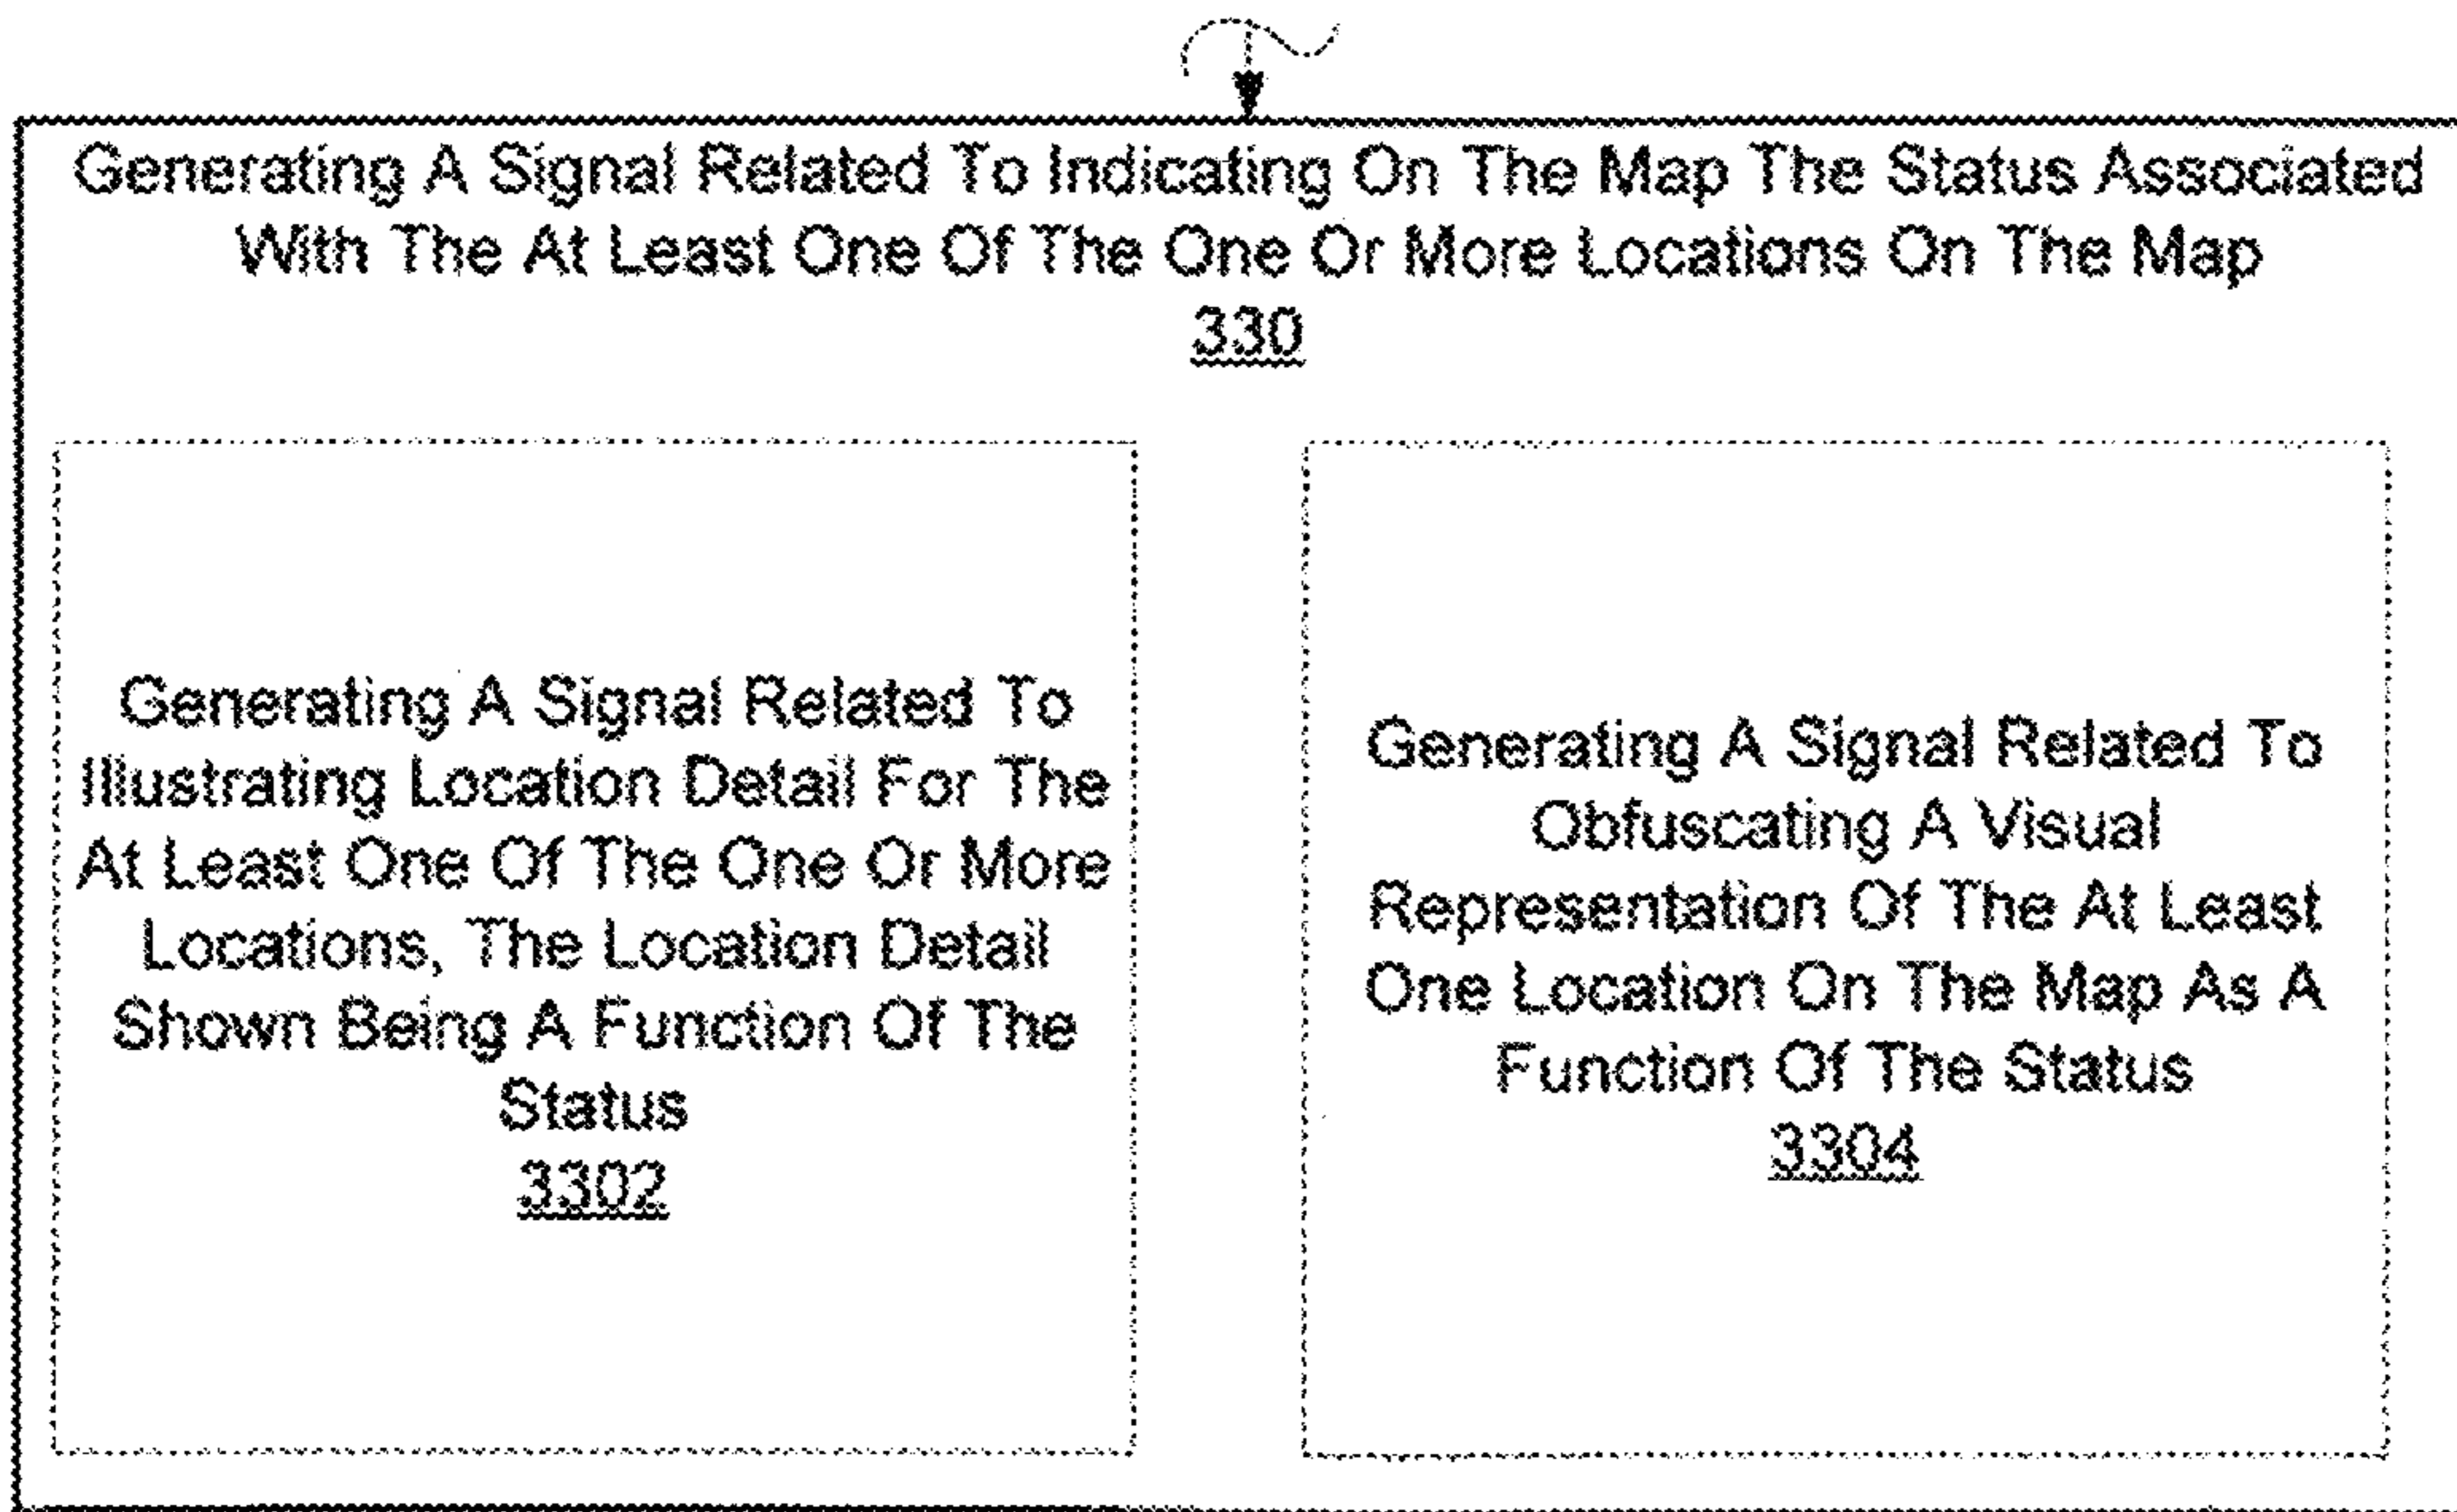 Generating A Signal Related To Indicating On The Map The Status Associated
With The At Least One Of The One Or More Locations On The Map
330
Generating A Signal Related To
Illustrating Location Detail For The
At Least One Of The One Or More
Locations, The Location Detail
Shown Being A Function Of The
Status
3302
Generating A Signal Related To
Obfuscating A Visual
Representation Of The At Least
One Location On The Map As A
Function Of The Status
3304